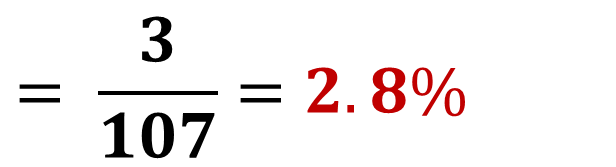 = 3/107 = 2.8%